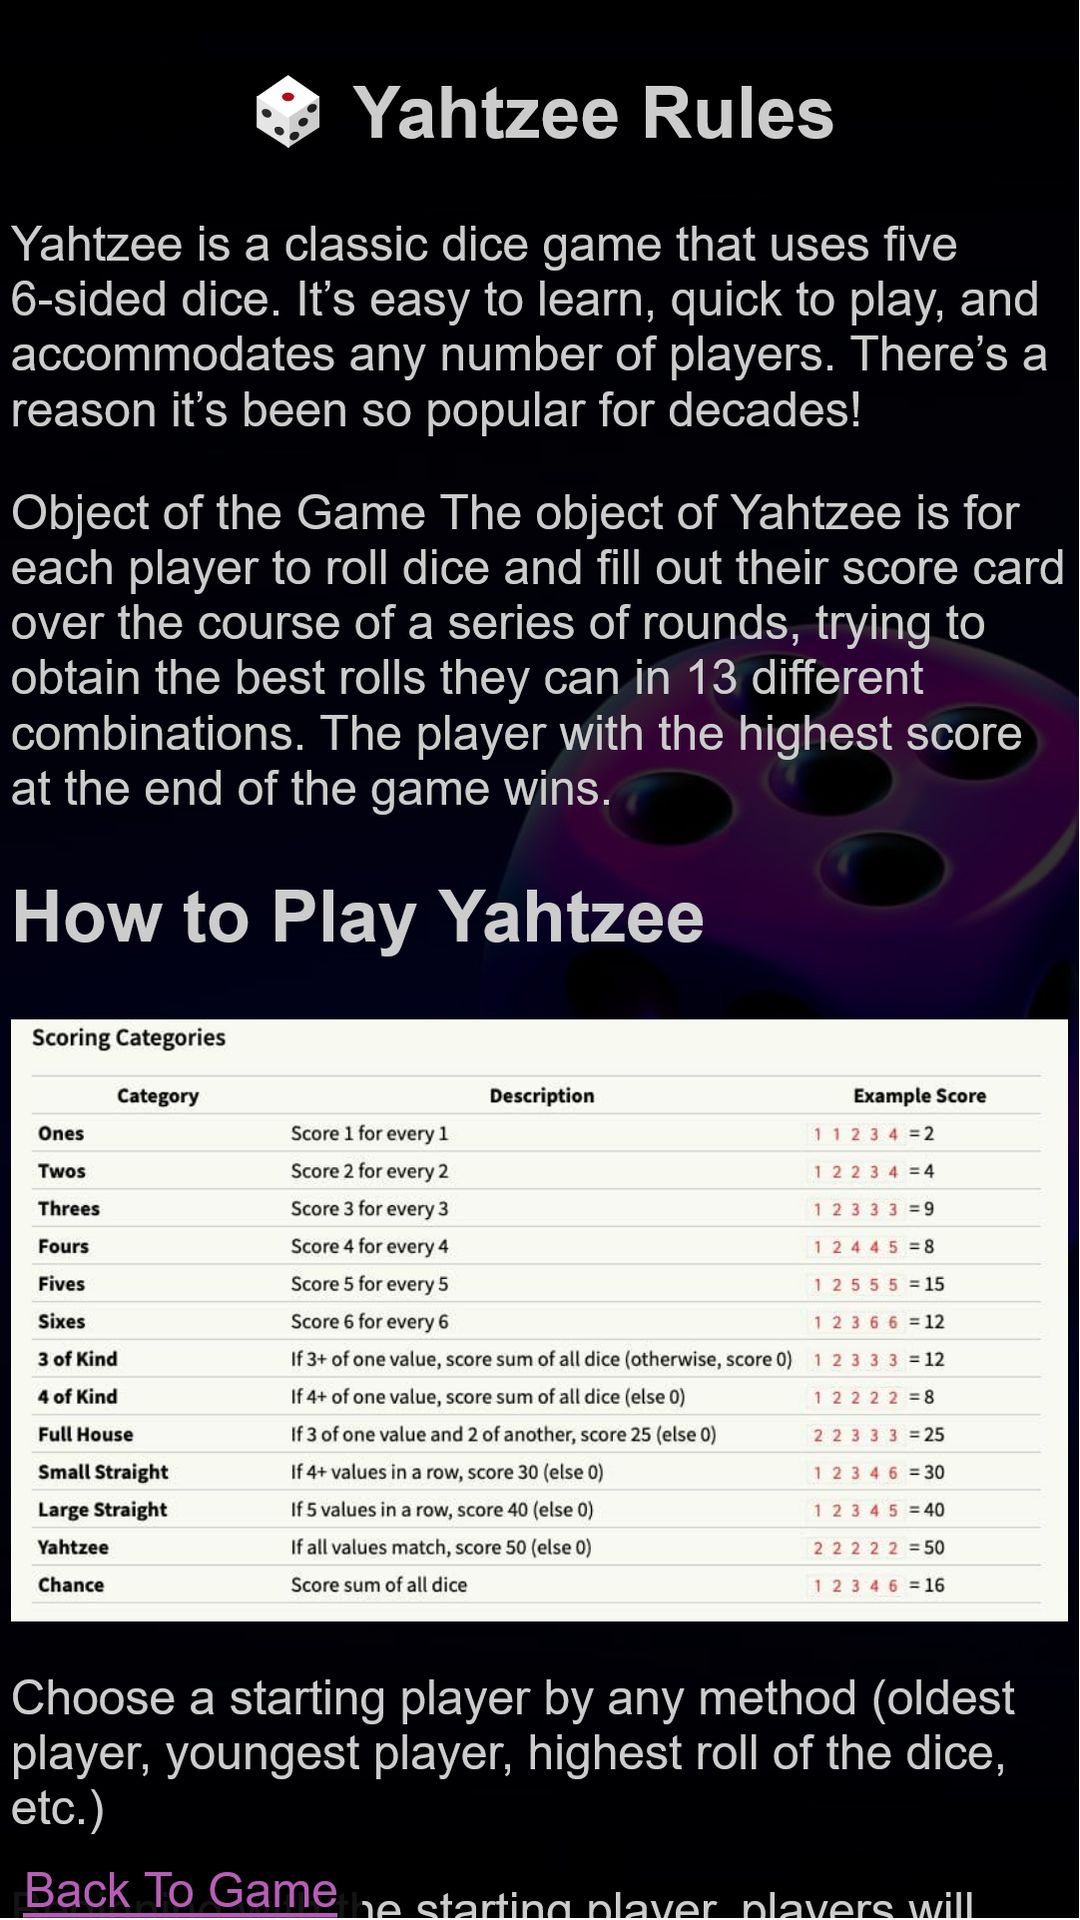 Yahtzee Rules
Yahtzee is a classic dice game that uses five
6-sided dice. It’s easy to learn, quick to play, and
accommodates any number of players. There’s a
reason it’s been so popular for decades!
Object of the Game The object of Yahtzee is for
each player to roll dice and fill out their score card
over the course of a series of rounds, trying to
obtain the best rolls they can in 13 different
combinations. The player with the highest score
at the end of the game wins.
How to Play Yahtzee
Scoring Categories
Category Description Example Score
Ones Score 1 for every 1 1 1 2 3 4 = 2
Twos Score 2 for every 2 1 2 2 3 4 = 4
Threes Score 3 for every 3 1 2 3 3 3 = 9
Fours Score 4 for every 4 1 2 4 4 5 = 8
Fives Score 5 for every 5 1 2 5 5 5 = 15
Sixes Score 6 for every 6 1 2 3 6 6 = 12
3 of Kind If 3+ of one value, score sum of all dice (otherwise, score 0) 1 2 3 3 3 = 12
4 of Kind If 4+ of one value, score sum of all dice (else 0) 1 2 2 2 2 = 8
Full House If 3 of one value and 2 of another, score 25 (else 0) 2 2 3 3 3 = 25
Small Straight If 4+ values in a row, score 30 (else 0) 1 2 3 4 6 = 30
Large Straight If 5 values in a row, score 40 (else 0) 1 2 3 4 5 = 40
Yahtzee If all values match, score 50 (else 0) 2 2 2 2 2 = 50
Chance Score sum of all dice 1 2 3 4 6 = 16
Choose a starting player by any method (oldest
player, youngest player, highest roll of the dice,
etc.)
Back To Game
starting player, players will